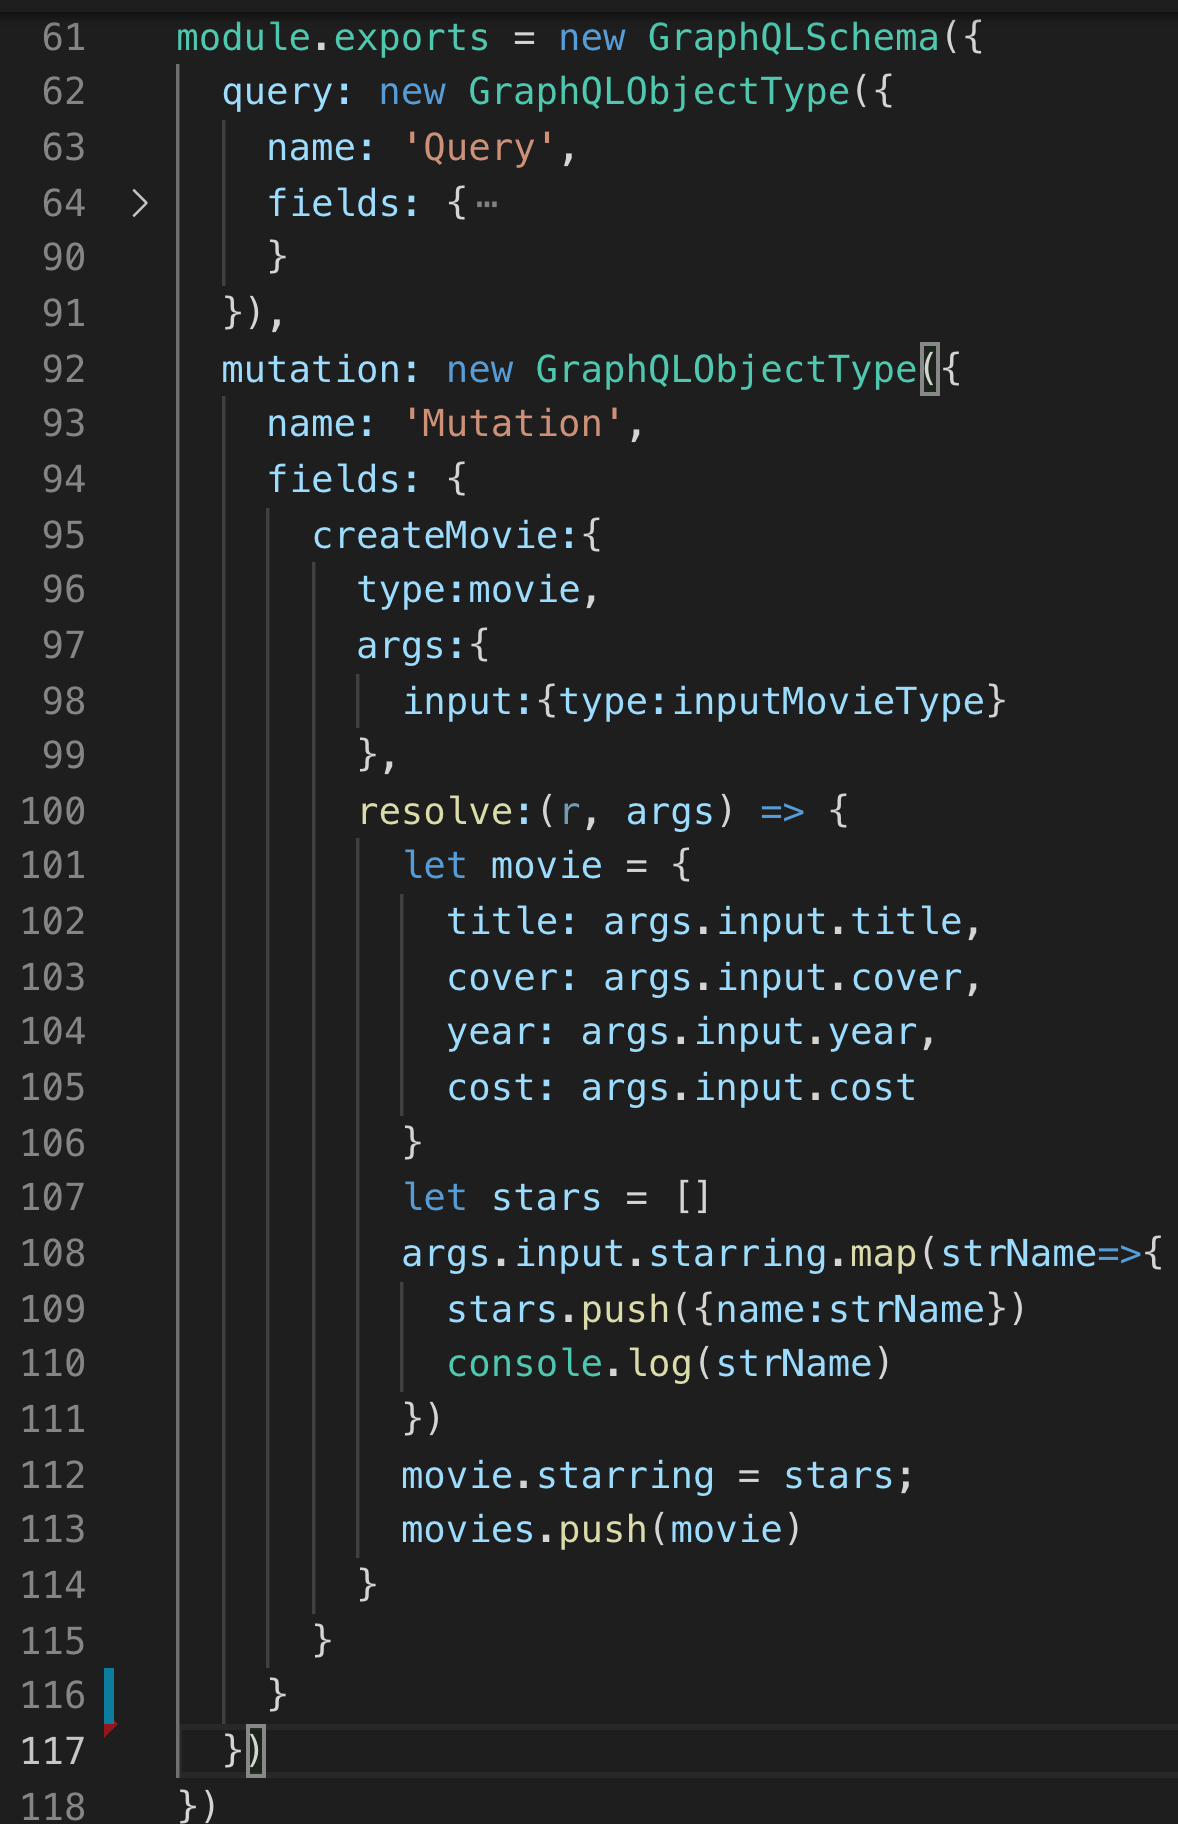 61 module.exports = new GraphQLSchema({
62 query: new GraphQLObjectType({
63 name: 'Query',
64 > fields: {…
90 }
91 }),
92 mutation: new GraphQLObjectType({
93 name: 'Mutation',
94 fields: {
95 createMovie:{
96 type:movie,
97 args:{
98 input:{type:inputMovieType}
99 },
100 resolve:(r, args) => {
101 let movie = {
102 title: args.input.title,
103 cover: args.input.cover,
104 year: args.input.year,
105 cost: args.input.cost
106 }
107 let stars = []
108 args.input.starring.map(strName=>{
109 stars.push({name:strName})
110 console.log(strName)
111 })
112 movie.starring = stars;
113 movies.push(movie)
114 }
115 }
116 }
117 })
118 })